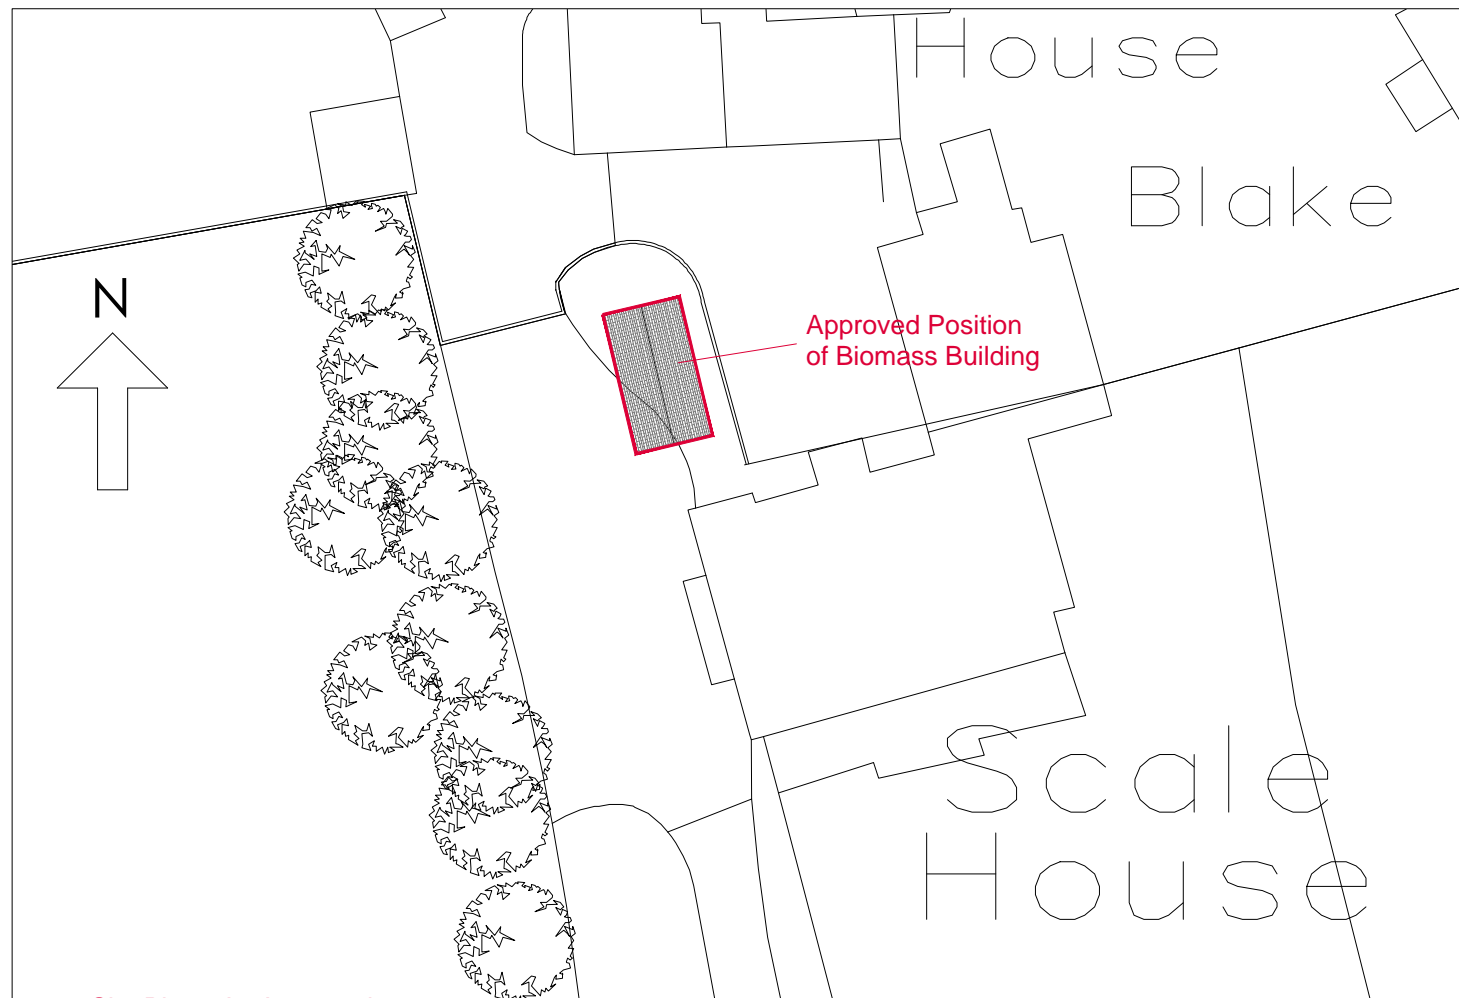 House
Blake
N
Approved Position
of Biomass Building
Scale
House